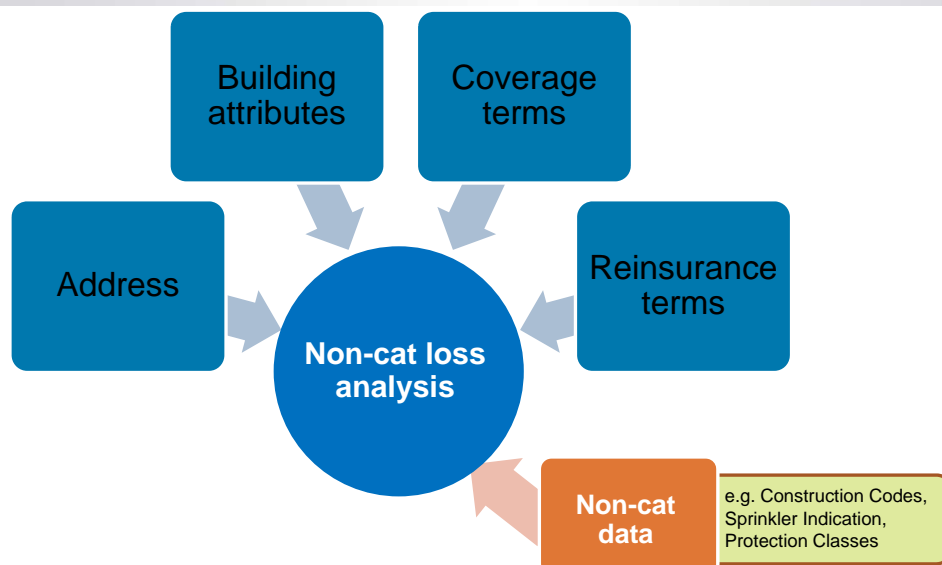 Building
attributes
Coverage
terms
Address
Reinsurance
terms
Non-cat loss
analysis
Non-cat
data
e.g. Construction Codes,
Sprinkler Indication,
Protection Classes